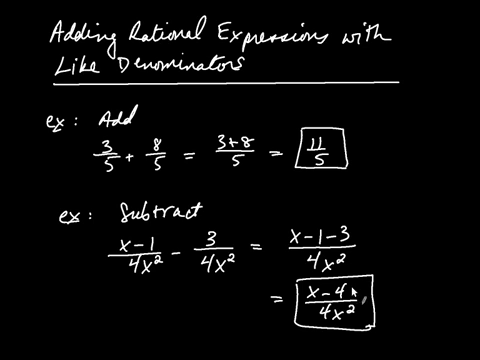 Adding Rational Expressions with
Like Denominators
ex: Add
3/5 + 8/5 = 3+8/5 = 11/5
ex: Subtract
x-1/4x² - 3/4x² = x-1-3/4x²
= x-4/4x²